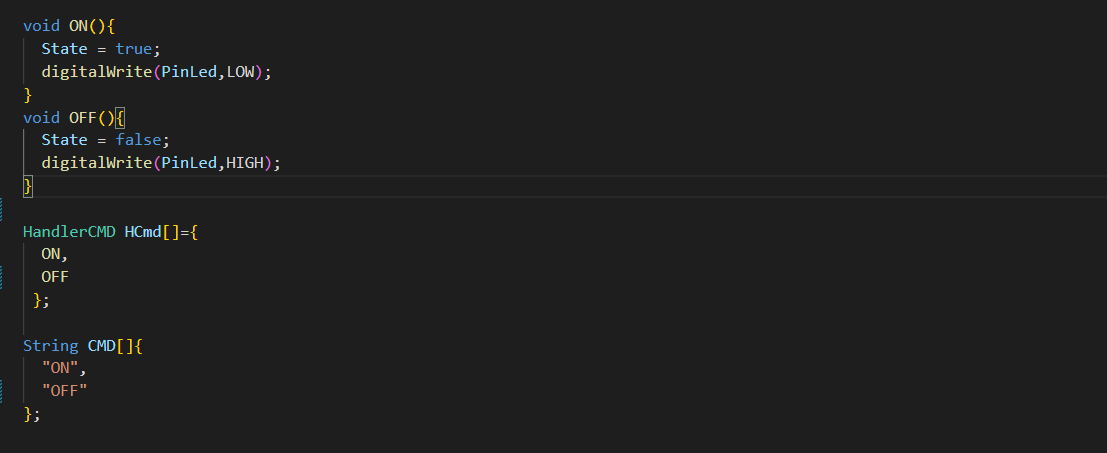 void ON(){
  State = true;
  digitalWrite(PinLed,LOW);
}
void OFF(){
  State = false;
  digitalWrite(PinLed,HIGH);
}

HandlerCMD HCmd[]={
  ON,
  OFF
 };

String CMD[]{
  "ON",
  "OFF"
};